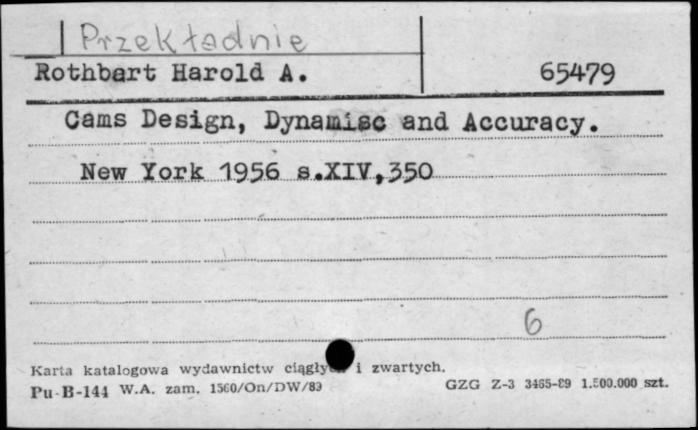 Przekładnie
Rothbart Harold A. 65479
Cams Design, Dynamisc and Accuracy.
New York 1956 s.XIV,350
6
Karta katalogowa wydawnictw ciągłych i zwartych.
Pu-B-144 W.A. zam. 1560/On/DW/89 GZG Z-3 3465-89 1.500.000 szt.